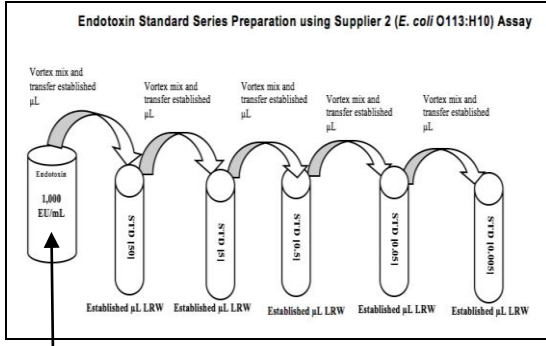 Endotoxin Standard Series Preparation using Supplier 2 (E. coli O113:H10) Assay
Vortex mix and
transfer established
µL
Vortex mix and
transfer established
µL
Vortex mix and
transfer established
µL
Vortex mix and
transfer established
µL
Vortex mix and
transfer established
µL
Endotoxin
1,000
EU/mL
STD [50]
STD [5]
STD [0.5]
STD [0.05]
STD [0.005]
Established µL LRW
Established µL LRW
Established µL LRW
Established µL LRW
Established µL LRW